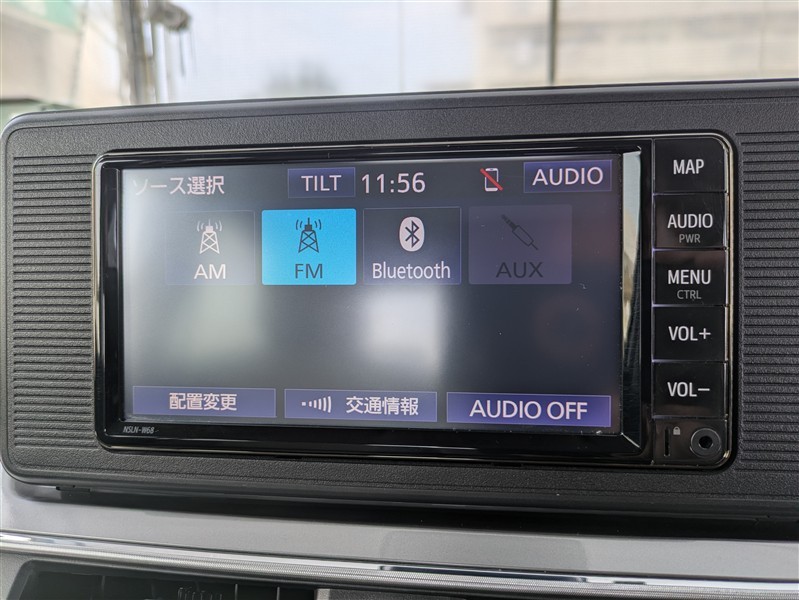 ソース選択 TILT 11:56 AUDIO
AM FM Bluetooth AUX
配置変更 交通情報 AUDIO OFF
NSLN-W68
MAP
AUDIO
PWR
MENU
CTRL
VOL+
VOL−